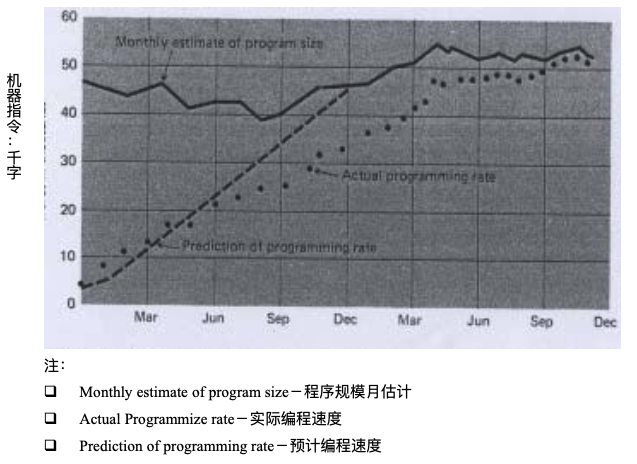 60
Monthly estimate of program size
50
40
30
Actual programming rate
20
Prediction of programming rate
10
0
Mar Jun Sep Dec Mar Jun Sep Dec
机器指令：千字
注：
❑ Monthly estimate of program size－程序规模月估计
❑ Actual Programmize rate－实际编程速度
❑ Prediction of programming rate－预计编程速度